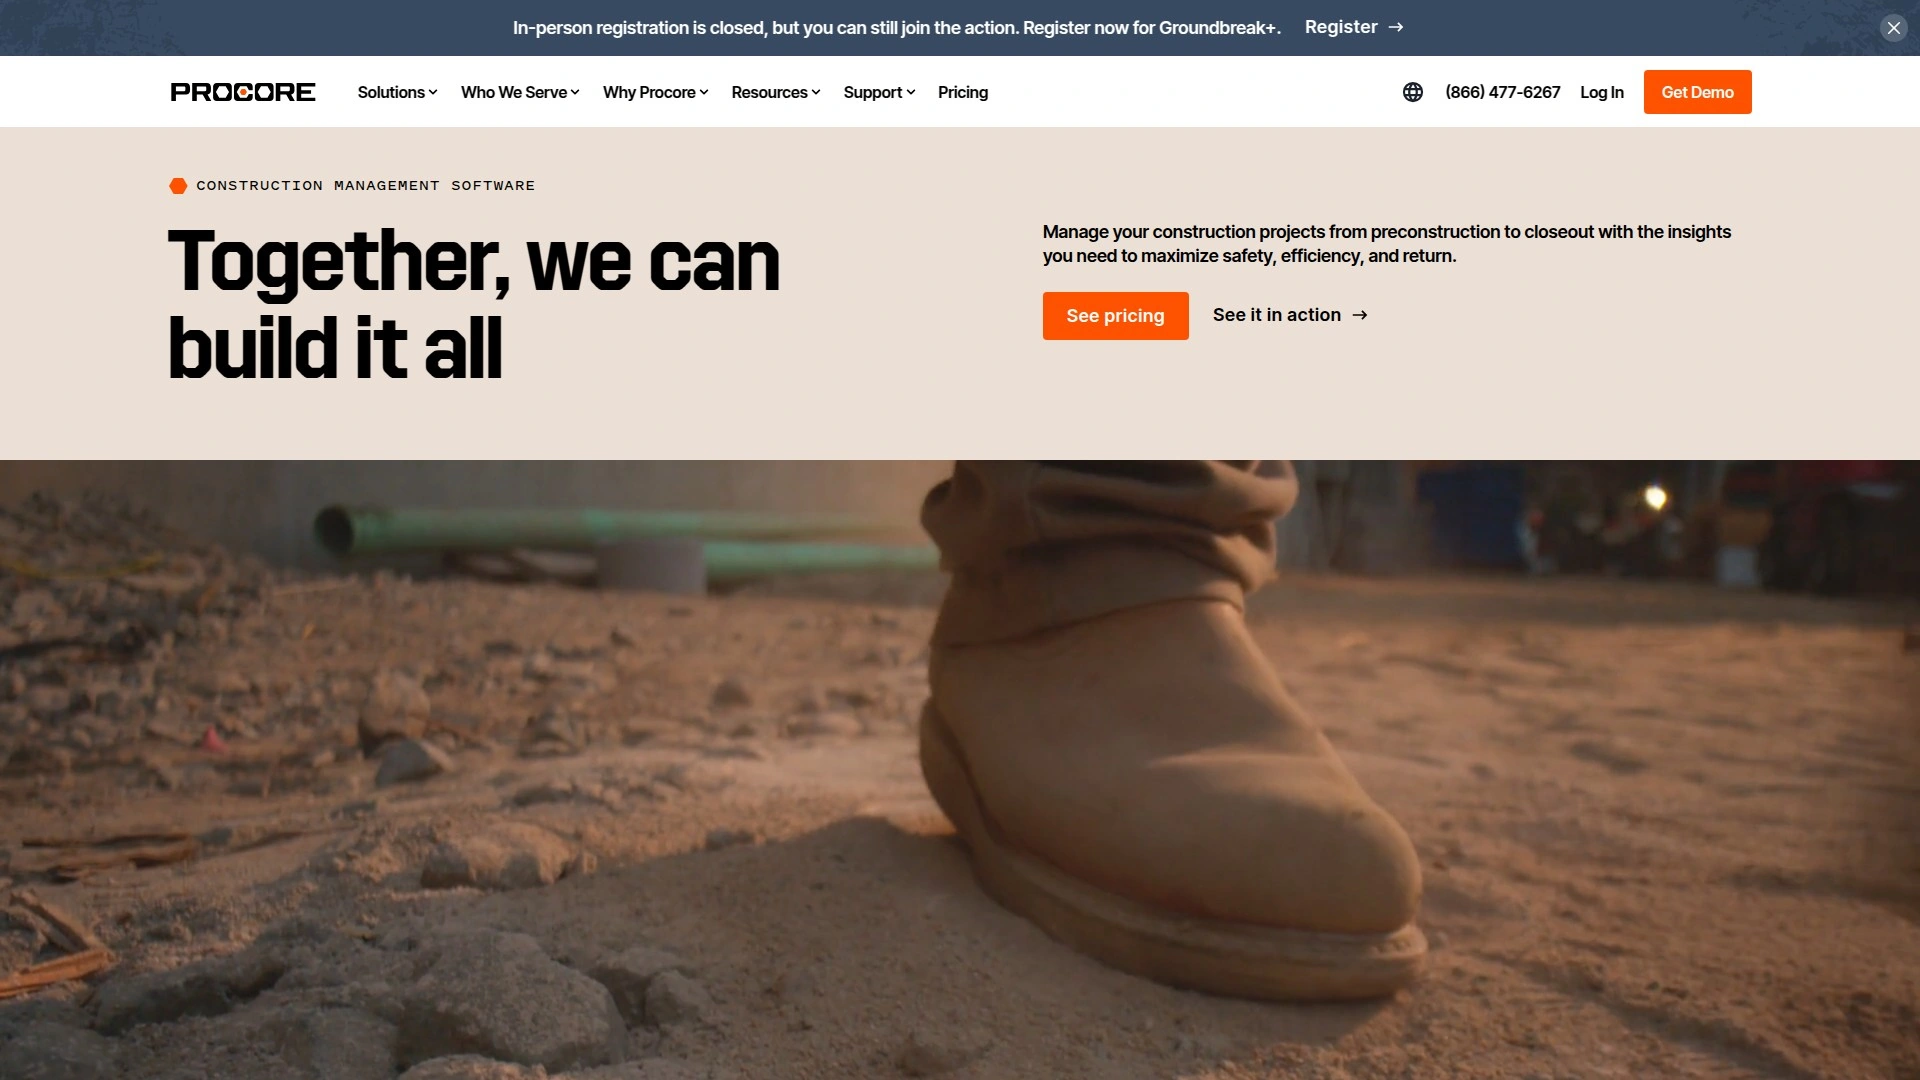 In-person registration is closed, but you can still join the action. Register now for Groundbreak+. Register
PROCORE Solutions Who We Serve Why Procore Resources Support Pricing (866) 477-6267 Log In Get Demo
CONSTRUCTION MANAGEMENT SOFTWARE
Together, we can
build it all
Manage your construction projects from preconstruction to closeout with the insights
you need to maximize safety, efficiency, and return.
See pricing See it in action